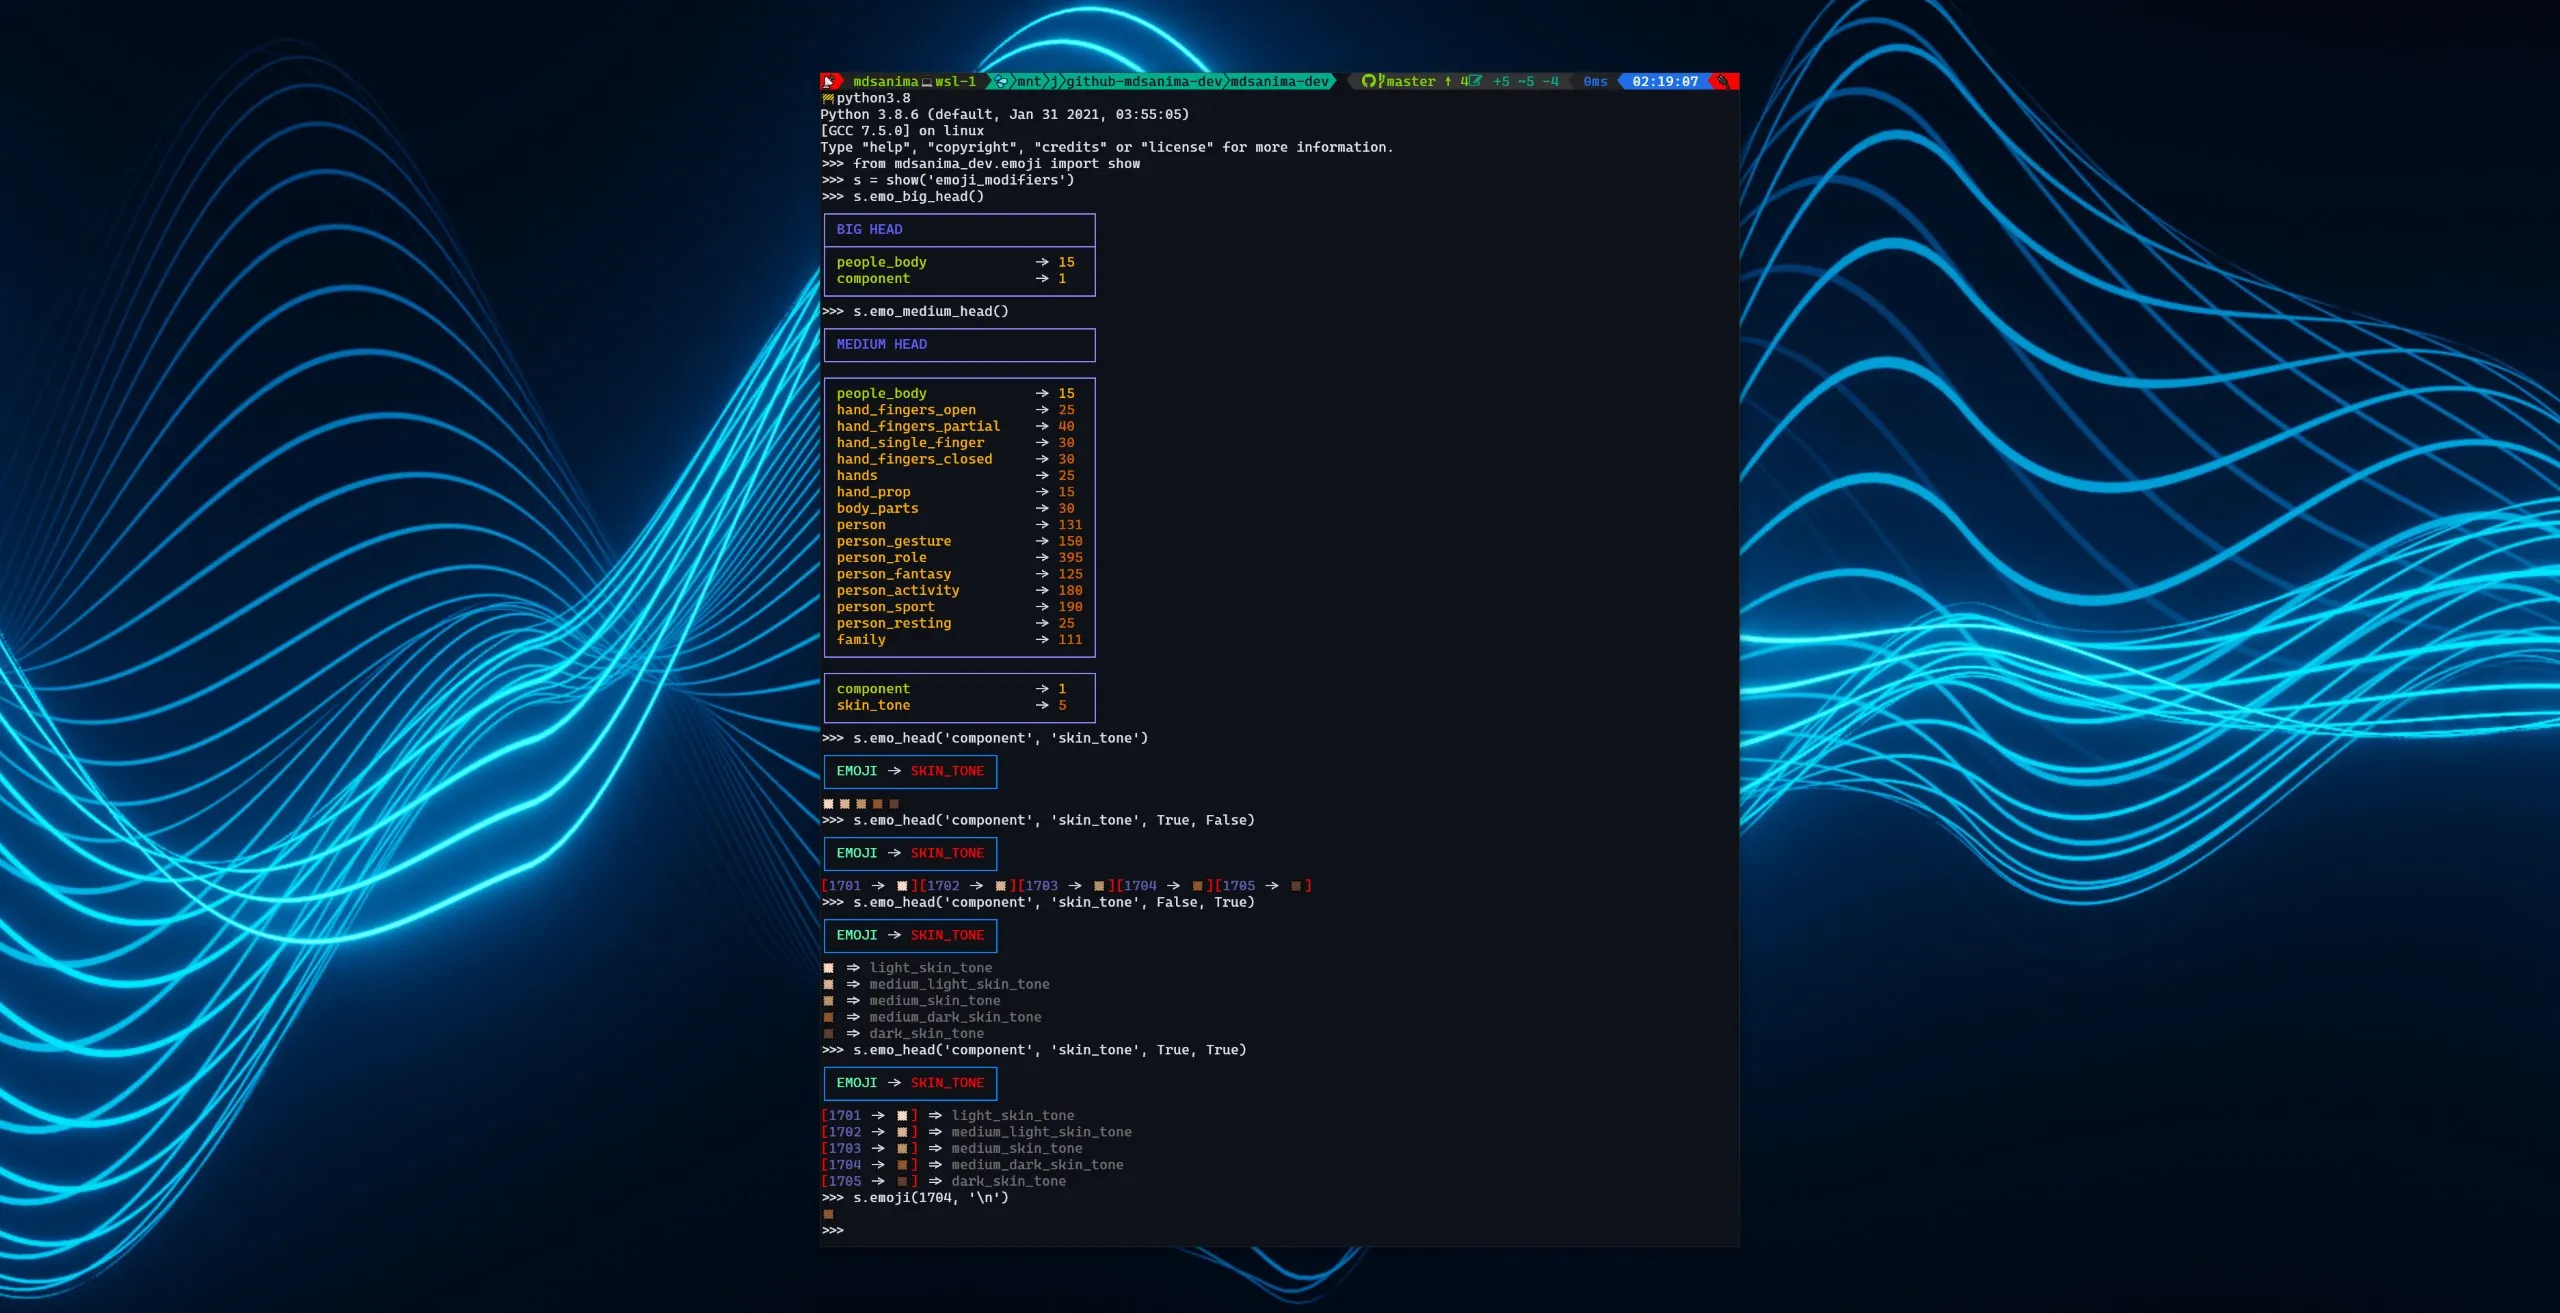 mdsanima wsl-1 mnt j github-mdsanima-dev mdsanima-dev master ↑ 4 +5 ~5 -4 0ms 02:19:07
python3.8
Python 3.8.6 (default, Jan 31 2021, 03:55:05)
[GCC 7.5.0] on linux
Type "help", "copyright", "credits" or "license" for more information.
>>> from mdsanima_dev.emoji import show
>>> s = show('emoji_modifiers')
>>> s.emo_big_head()
BIG HEAD
people_body → 15
component → 1
>>> s.emo_medium_head()
MEDIUM HEAD
people_body → 15
hand_fingers_open → 25
hand_fingers_partial → 40
hand_single_finger → 30
hand_fingers_closed → 30
hands → 25
hand_prop → 15
body_parts → 30
person → 131
person_gesture → 150
person_role → 395
person_fantasy → 125
person_activity → 180
person_sport → 190
person_resting → 25
family → 111
component → 1
skin_tone → 5
>>> s.emo_head('component', 'skin_tone')
EMOJI → SKIN_TONE
>>> s.emo_head('component', 'skin_tone', True, False)
EMOJI → SKIN_TONE
[1701 → ][1702 → ][1703 → ][1704 → ][1705 → ]
>>> s.emo_head('component', 'skin_tone', False, True)
EMOJI → SKIN_TONE
⇒ light_skin_tone
⇒ medium_light_skin_tone
⇒ medium_skin_tone
⇒ medium_dark_skin_tone
⇒ dark_skin_tone
>>> s.emo_head('component', 'skin_tone', True, True)
EMOJI → SKIN_TONE
[1701 → ] ⇒ light_skin_tone
[1702 → ] ⇒ medium_light_skin_tone
[1703 → ] ⇒ medium_skin_tone
[1704 → ] ⇒ medium_dark_skin_tone
[1705 → ] ⇒ dark_skin_tone
>>> s.emoji(1704, '\n')
>>>